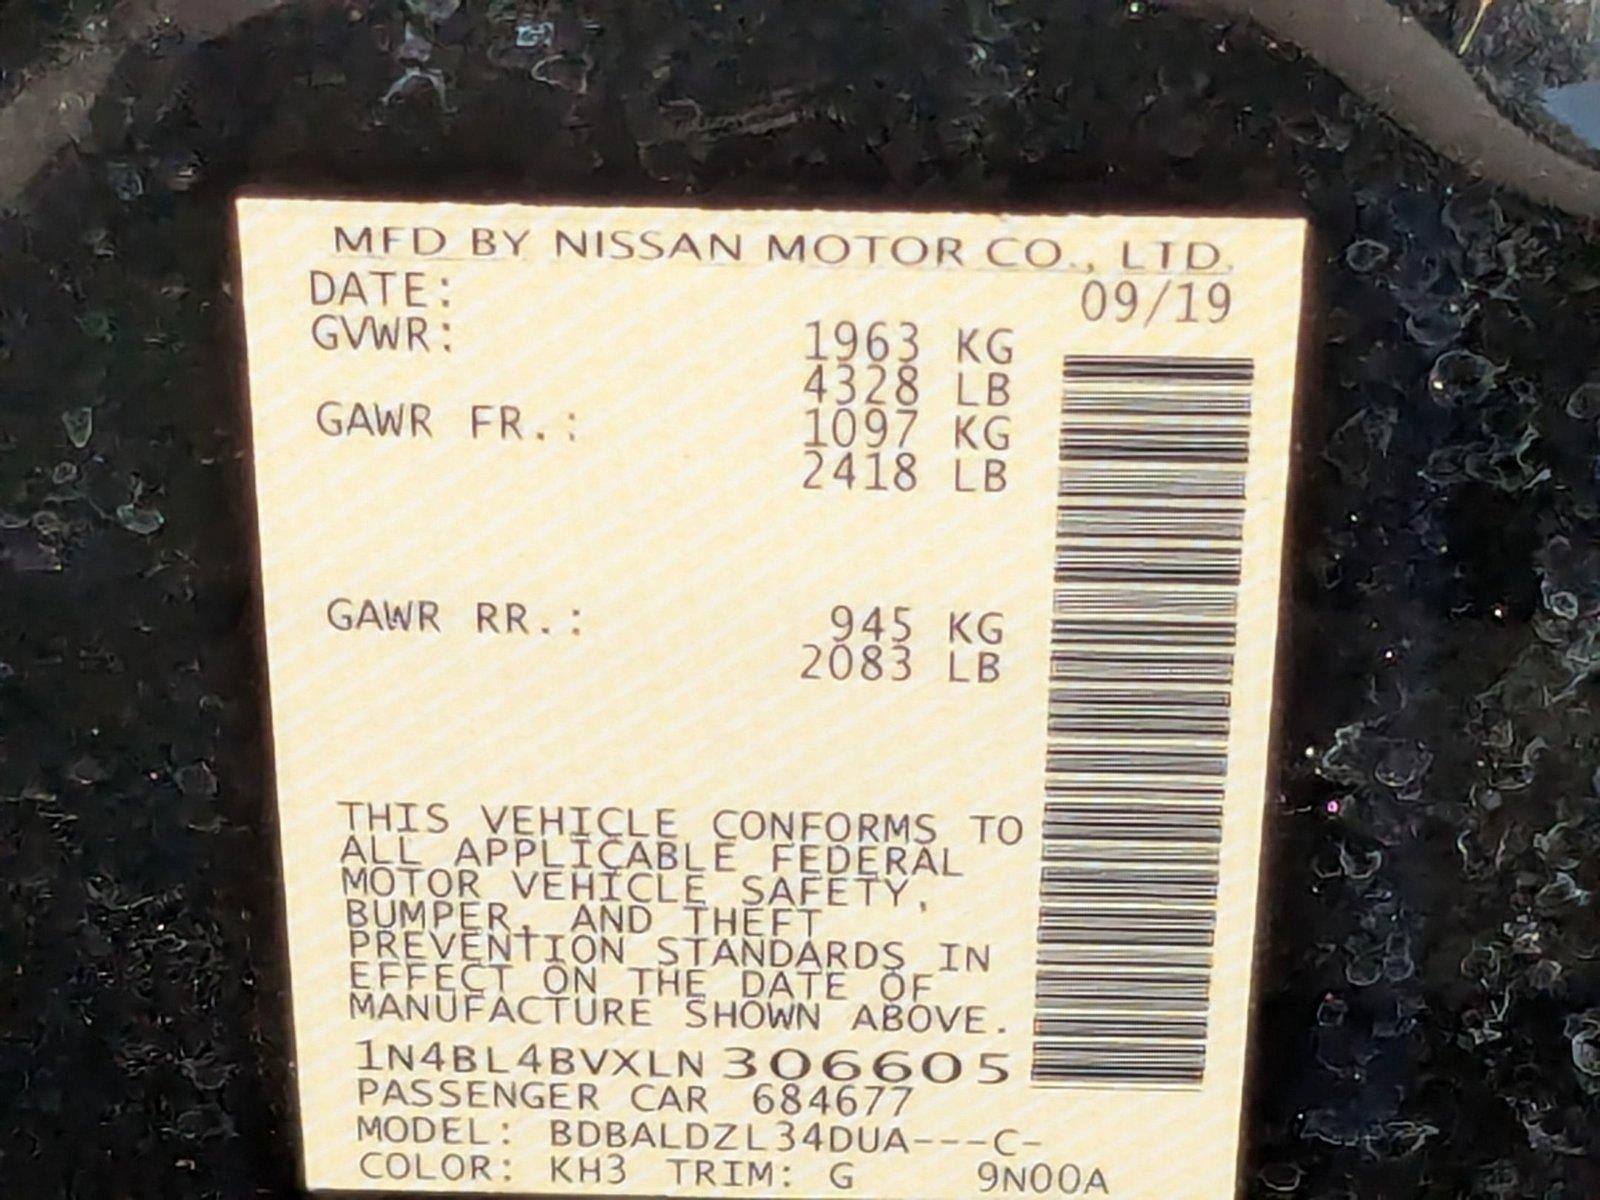 MFD BY NISSAN MOTOR CO., LTD.
DATE: 09/19
GVWR: 1963 KG
4328 LB
GAWR FR.: 1097 KG
2418 LB
GAWR RR.: 945 KG
2083 LB
THIS VEHICLE CONFORMS TO
ALL APPLICABLE FEDERAL
MOTOR VEHICLE SAFETY,
BUMPER, AND THEFT
PREVENTION STANDARDS IN
EFFECT ON THE DATE OF
MANUFACTURE SHOWN ABOVE.
1N4BL4BVXLN306605
PASSENGER CAR 684677
MODEL: BDBALDZL34DUA---C-
COLOR: KH3 TRIM: G 9N00A